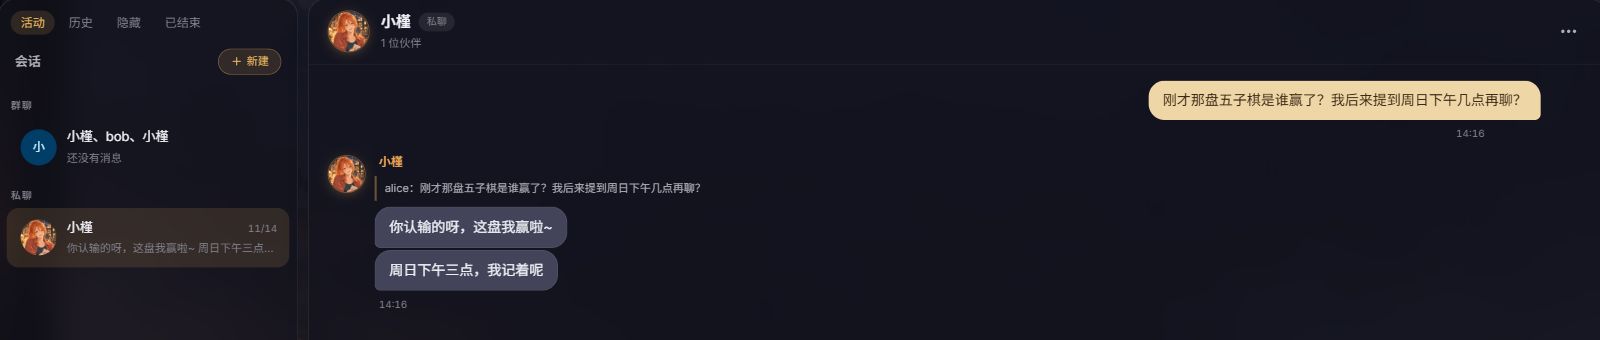 活动 历史 隐藏 已结束
会话 + 新建
群聊
小 小槿、bob、小槿
还没有消息
私聊
小槿 11/14
你认输的呀，这盘我赢啦~ 周日下午三点...
小槿 私聊
1 位伙伴
刚才那盘五子棋是谁赢了？我后来提到周日下午几点再聊？
14:16
小槿
alice：刚才那盘五子棋是谁赢了？我后来提到周日下午几点再聊？
你认输的呀，这盘我赢啦~
周日下午三点，我记着呢
14:16